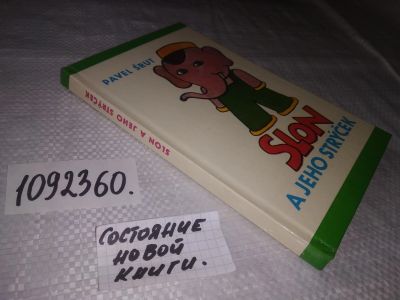 PAVEL ŠRUT
SLON
A JEHO STRÝČEK
SLON A JEHO STRÝČEK
1092360.
СОСТОЯНИЕ
НОВОЙ
КНИГИ.